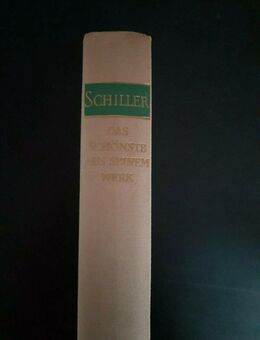 SCHILLER
DAS
SCHÖNSTE
AUS SEINEM
WERK